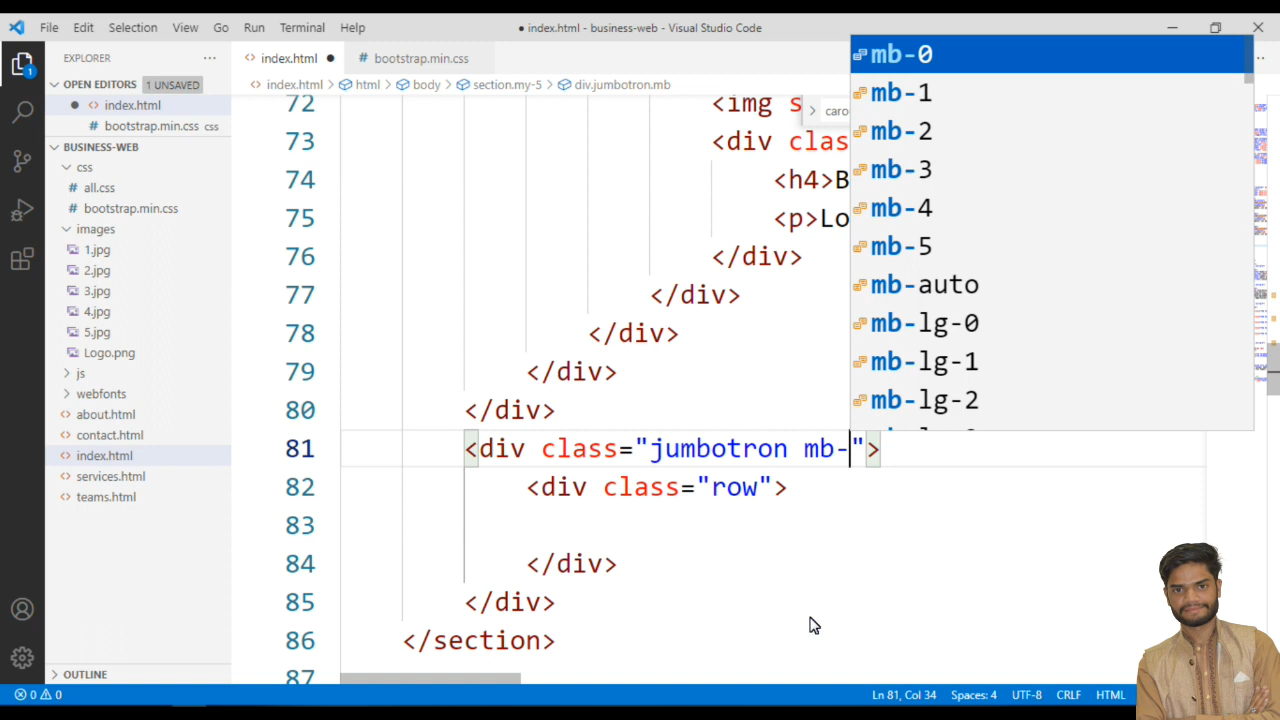 File Edit Selection View Go Run Terminal Help
● index.html - business-web - Visual Studio Code
EXPLORER ···
index.html ●
# bootstrap.min.css
OPEN EDITORS 1 UNSAVED
● <> index.html
# bootstrap.min.css css
BUSINESS-WEB
css
# all.css
# bootstrap.min.css
images
1.jpg
2.jpg
3.jpg
4.jpg
5.jpg
Logo.png
js
webfonts
<> about.html
<> contact.html
<> index.html
<> services.html
<> teams.html
OUTLINE
<> index.html > html > body > section.my-5 > div.jumbotron.mb
72 <img s
> caro
73 <div clas
74 <h4>B
75 <p>Lo
76 </div>
77 </div>
78 </div>
79 </div>
80 </div>
81 <div class="jumbotron mb-">
82 <div class="row">
83
84 </div>
85 </div>
86 </section>
87
mb-0
mb-1
mb-2
mb-3
mb-4
mb-5
mb-auto
mb-lg-0
mb-lg-1
mb-lg-2
1
0 0
Ln 81, Col 34 Spaces: 4 UTF-8 CRLF HTML